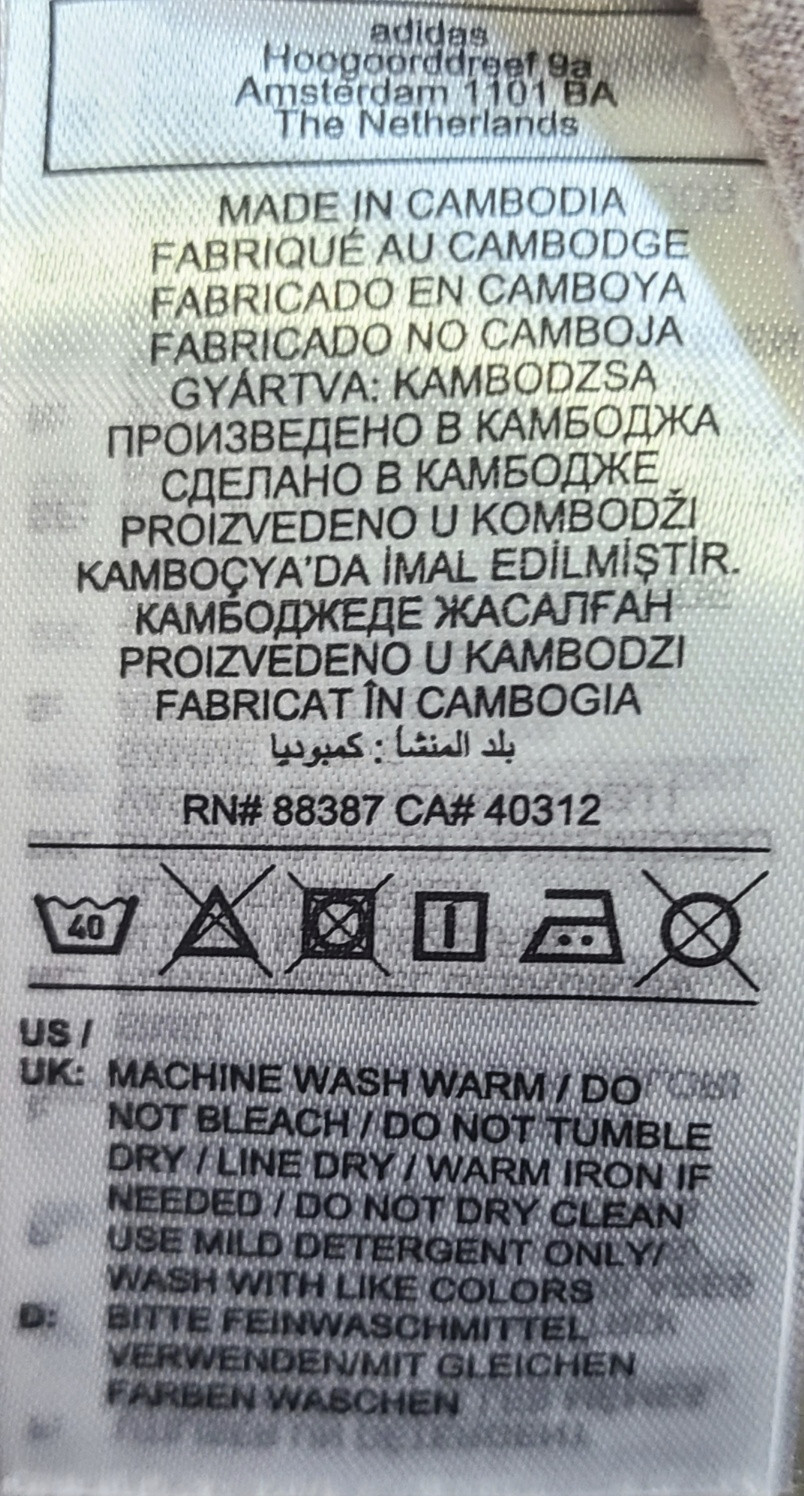 adidas
Hoogoorddreef 9a
Amsterdam 1101 BA
The Netherlands
MADE IN CAMBODIA
FABRIQUÉ AU CAMBODGE
FABRICADO EN CAMBOYA
FABRICADO NO CAMBOJA
GYÁRTVA: KAMBODZSA
ПРОИЗВЕДЕНО В КАМБОДЖА
СДЕЛАНО В КАМБОДЖЕ
PROIZVEDENO U KOMBODŽI
KAMBOÇYA'DA İMAL EDİLMİŞTİR.
КАМБОДЖЕДЕ ЖАСАЛҒАН
PROIZVEDENO U KAMBODZI
FABRICAT ÎN CAMBOGIA
بلد المنشأ : كمبوديا
RN# 88387 CA# 40312
40
US /
UK: MACHINE WASH WARM / DO
NOT BLEACH / DO NOT TUMBLE
DRY / LINE DRY / WARM IRON IF
NEEDED / DO NOT DRY CLEAN
USE MILD DETERGENT ONLY/
WASH WITH LIKE COLORS
D: BITTE FEINWASCHMITTEL
VERWENDEN/MIT GLEICHEN
FARBEN WASCHEN